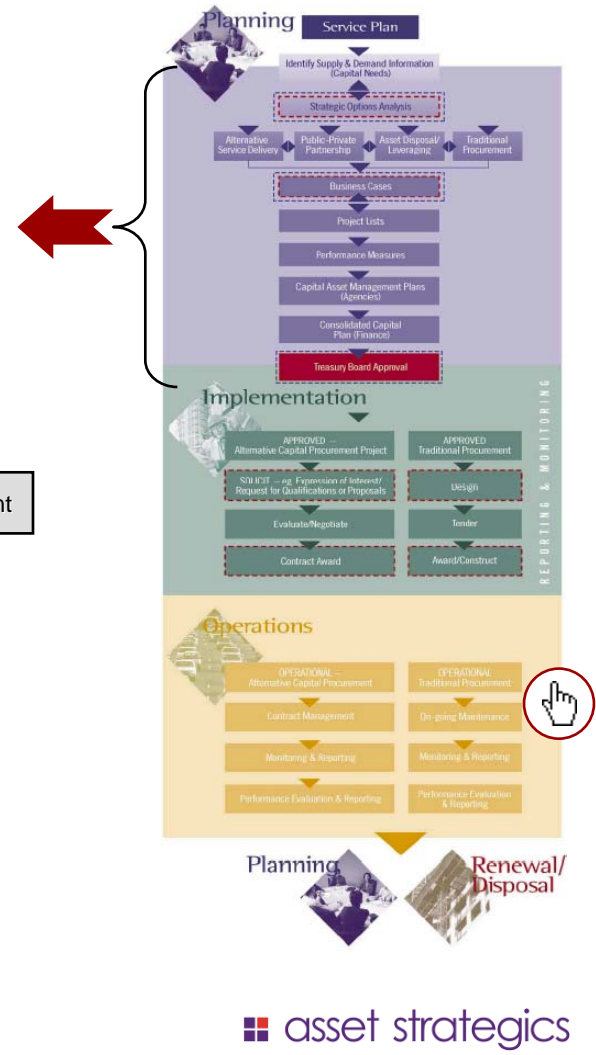 Planning
Service Plan
Identify Supply & Demand Information
(Capital Needs)
Strategic Options Analysis
Alternative
Service Delivery
Public-Private
Partnership
Asset Disposal/
Leveraging
Traditional
Procurement
Business Cases
Project Lists
Performance Measures
Capital Asset Management Plans
(Agencies)
Consolidated Capital
Plan (Finance)
Treasury Board Approval
Implementation
APPROVED —
Alternative Capital Procurement Project
APPROVED
Traditional Procurement
SOLICIT — eg. Expression of Interest/
Request for Qualifications or Proposals
Design
Evaluate/Negotiate
Tender
Contract Award
Award/Construct
REPORTING & MONITORING
nt
Operations
OPERATIONAL —
Alternative Capital Procurement
OPERATIONAL
Traditional Procurement
Contract Management
On-going Maintenance
Monitoring & Reporting
Monitoring & Reporting
Performance Evaluation & Reporting
Performance Evaluation
& Reporting
Planning
Renewal/
Disposal
asset strategics